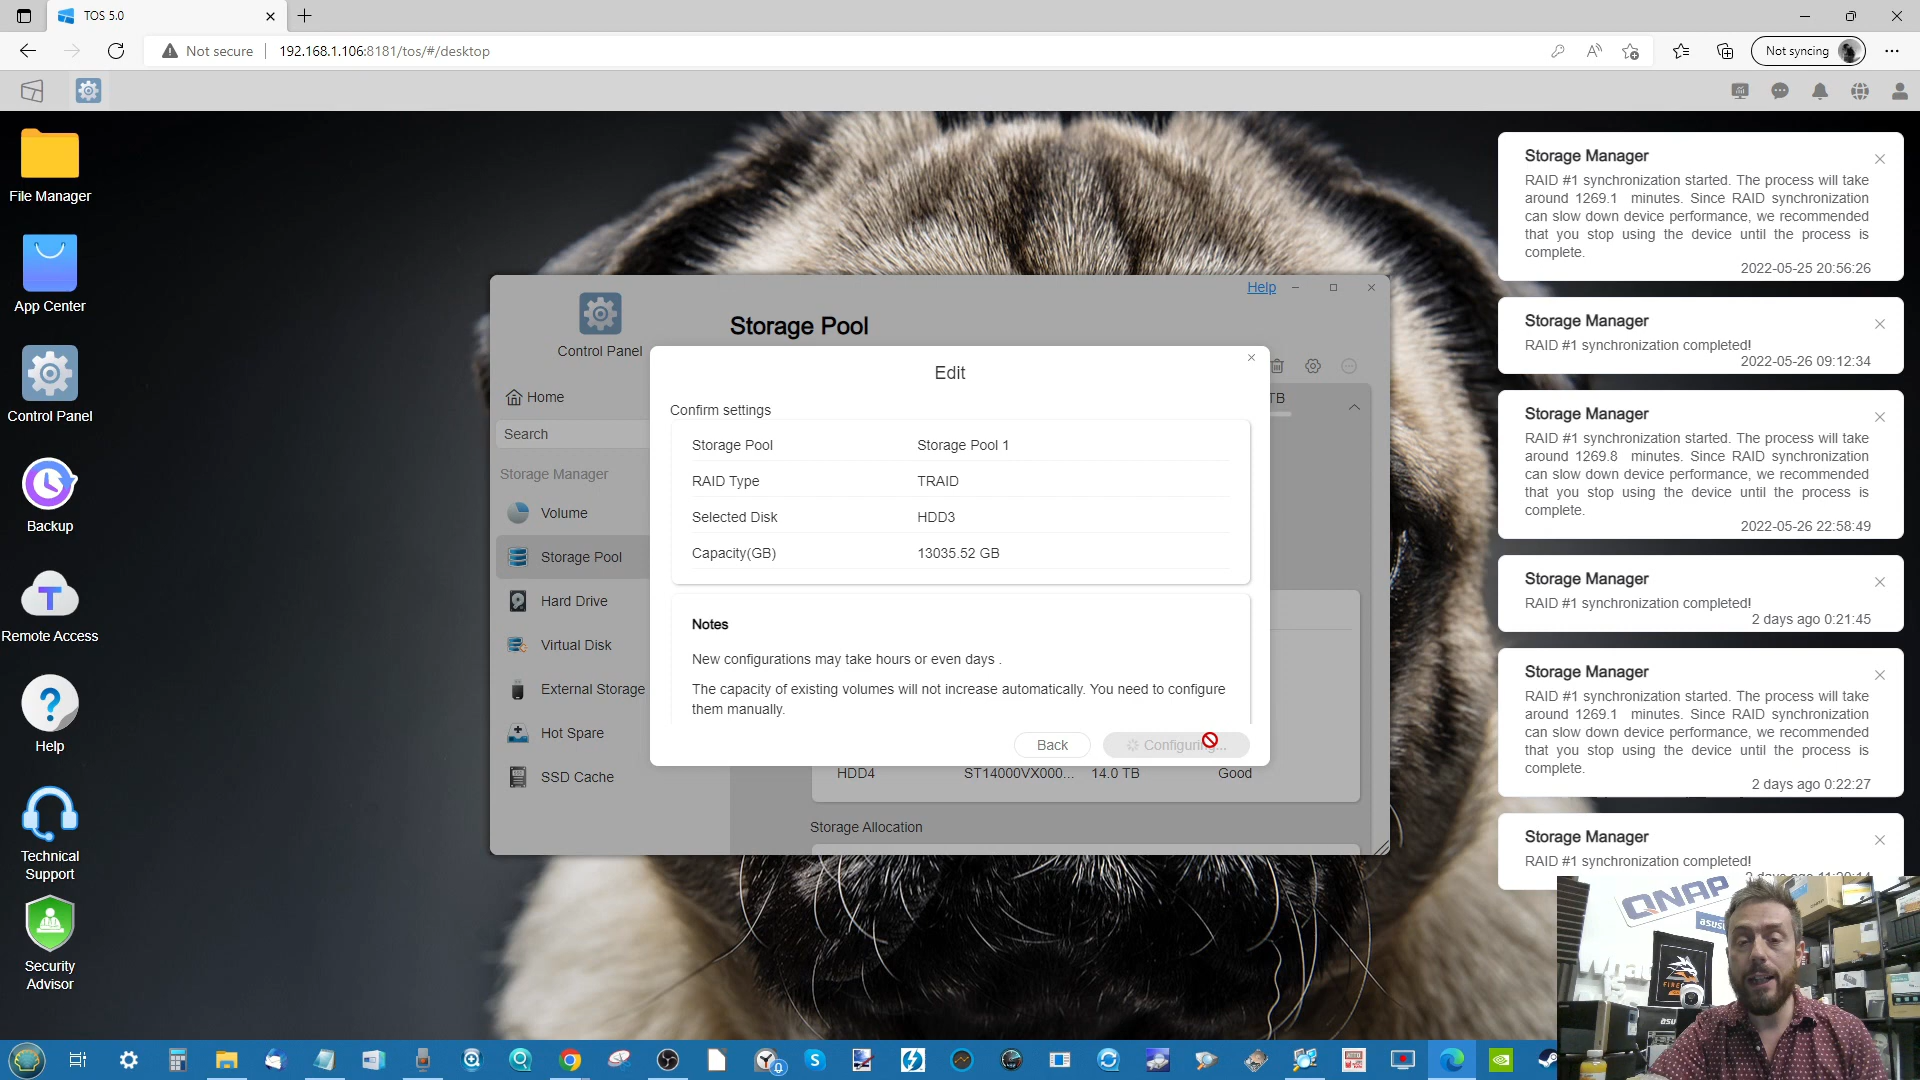 TOS 5.0
Not secure
192.168.1.106:8181/tos/#/desktop
Not syncing
File Manager
App Center
Control Panel
Backup
Remote Access
Help
Technical
Support
Security
Advisor
Help
Control Panel
Storage Pool
Home
Search
Storage Manager
Volume
Storage Pool
Hard Drive
Virtual Disk
External Storage
Hot Spare
SSD Cache
TB
Edit
Confirm settings
Storage Pool Storage Pool 1
RAID Type TRAID
Selected Disk HDD3
Capacity(GB) 13035.52 GB
Notes
New configurations may take hours or even days .
The capacity of existing volumes will not increase automatically. You need to configure
them manually.
Back
HDD4 ST14000VX000... 14.0 TB Good
Storage Allocation
Storage Manager
RAID #1 synchronization started. The process will take
around 1269.1 minutes. Since RAID synchronization
can slow down device performance, we recommended
that you stop using the device until the process is
complete.
2022-05-25 20:56:26
Storage Manager
RAID #1 synchronization completed!
2022-05-26 09:12:34
Storage Manager
RAID #1 synchronization started. The process will take
around 1269.8 minutes. Since RAID synchronization
can slow down device performance, we recommended
that you stop using the device until the process is
complete.
2022-05-26 22:58:49
Storage Manager
RAID #1 synchronization completed!
2 days ago 0:21:45
Storage Manager
RAID #1 synchronization started. The process will take
around 1269.1 minutes. Since RAID synchronization
can slow down device performance, we recommended
that you stop using the device until the process is
complete.
2 days ago 0:22:27
Storage Manager
RAID #1 synchronization completed!
QNAP